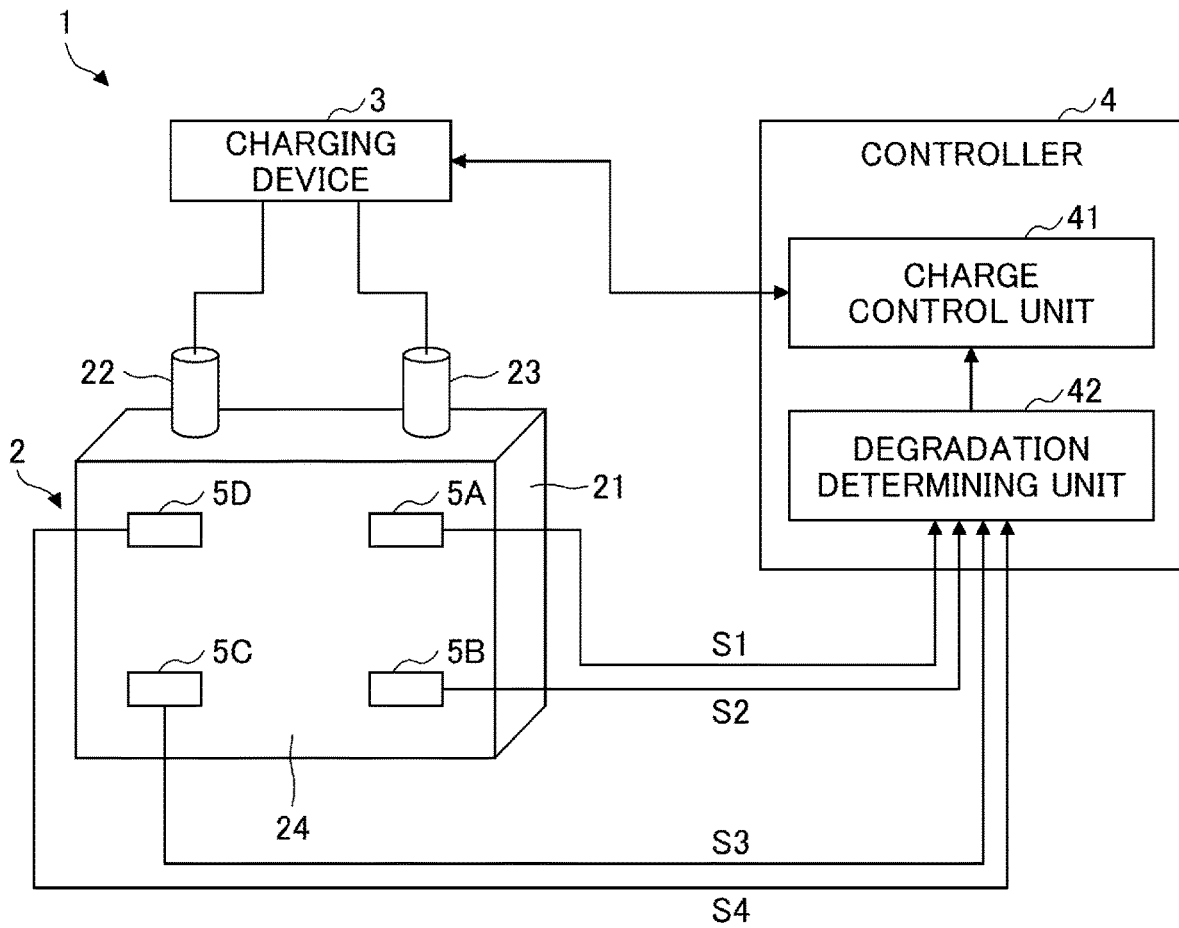 1
3
CHARGING
DEVICE
4
CONTROLLER
41
CHARGE
CONTROL UNIT
22
23
42
DEGRADATION
DETERMINING UNIT
2
21
5D
5A
5C
5B
S1
S2
24
S3
S4